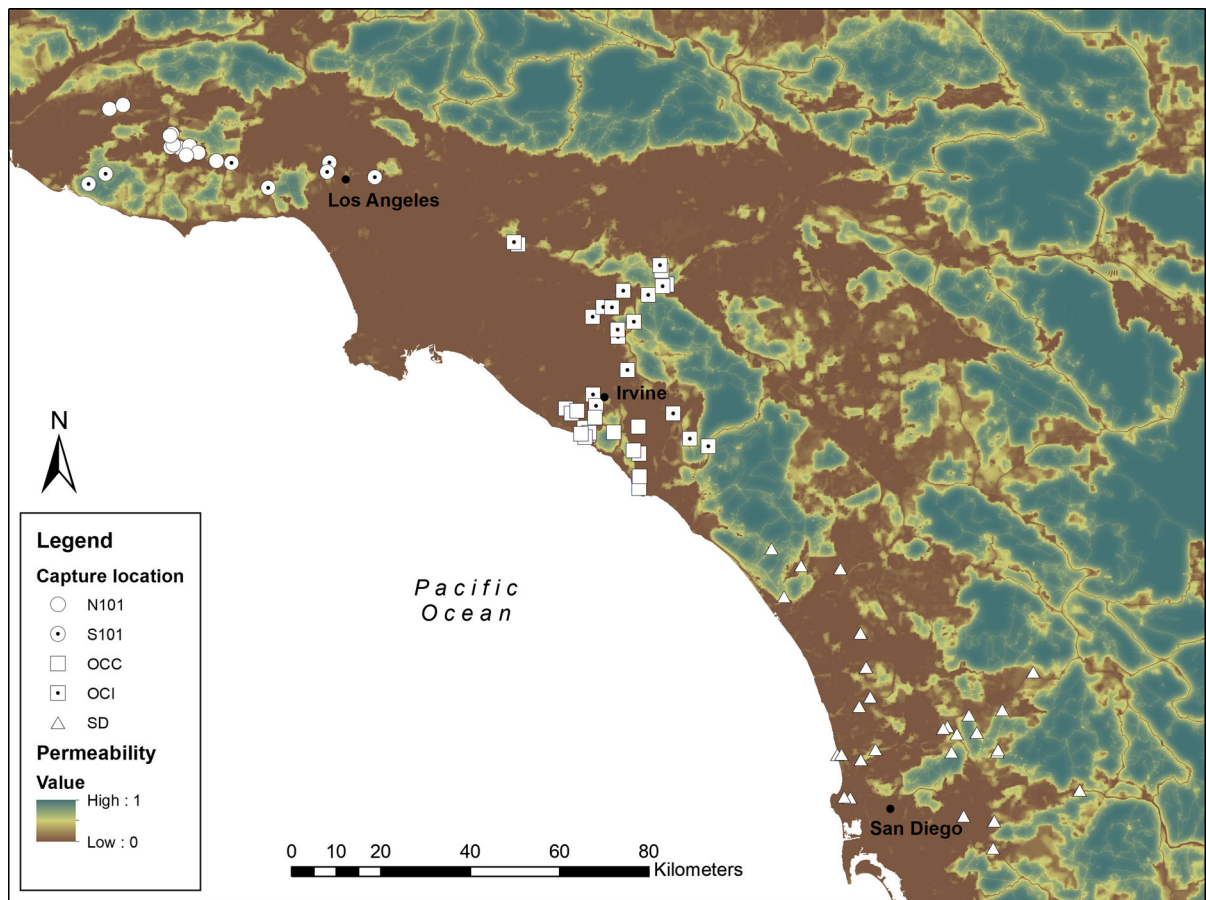 Los Angeles
Irvine
N
Pacific
Ocean
San Diego
Legend
Capture location
N101
S101
OCC
OCI
SD
Permeability
Value
High : 1
Low : 0
0 10 20 40 60 80
Kilometers